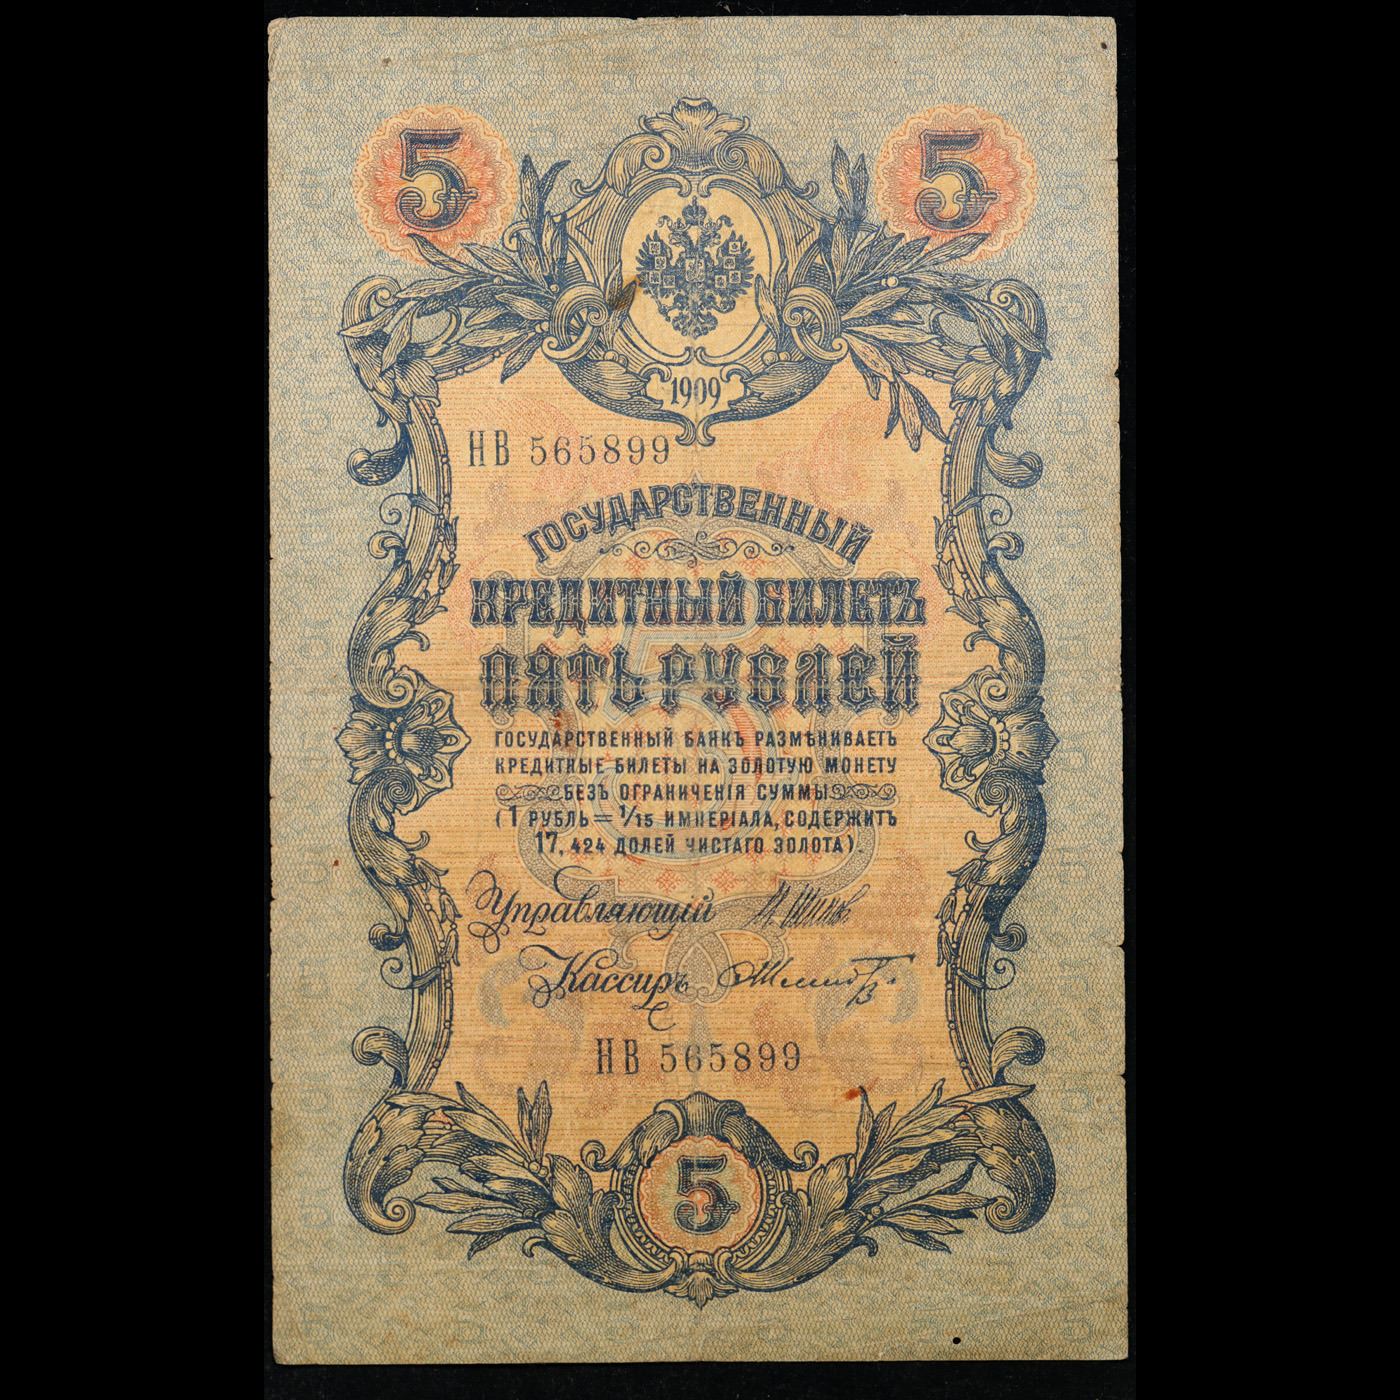 5 5
1909
НВ 565899
ГОСУДАРСТВЕННЫЙ
КРЕДИТНЫЙ БИЛЕТЪ
ПЯТЬ РУБЛЕЙ
5
ГОСУДАРСТВЕННЫЙ БАНКЪ РАЗМѢНИВАЕТЪ
КРЕДИТНЫЕ БИЛЕТЫ НА ЗОЛОТУЮ МОНЕТУ
БЕЗЪ ОГРАНИЧЕНІЯ СУММЫ
(1 РУБЛЬ = 1/15 ИМПЕРІАЛА, СОДЕРЖИТЪ
17, 424 ДОЛЕЙ ЧИСТАГО ЗОЛОТА).
Управляющій
Кассиръ
НВ 565899
5